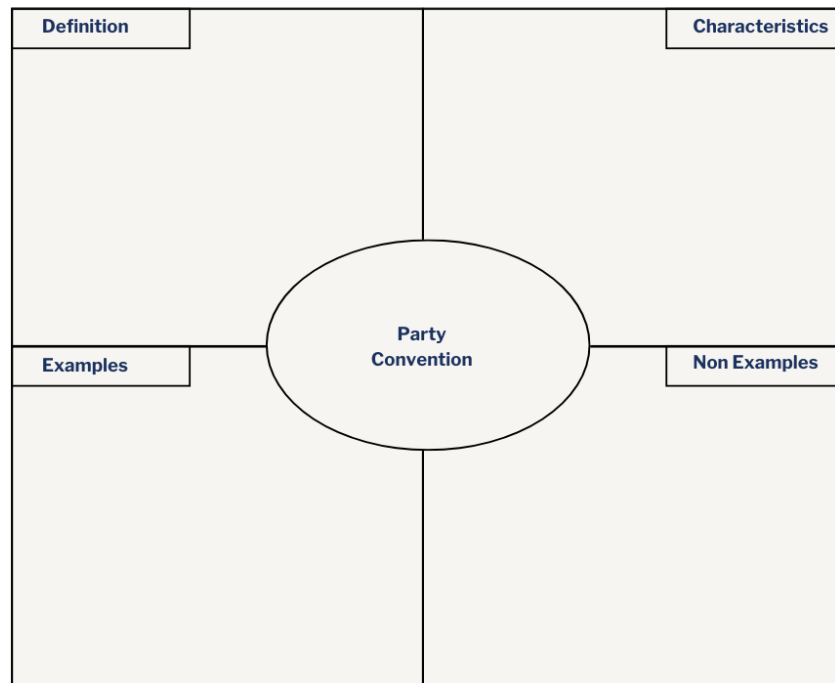 Definition
Characteristics
Party
Convention
Examples
Non Examples